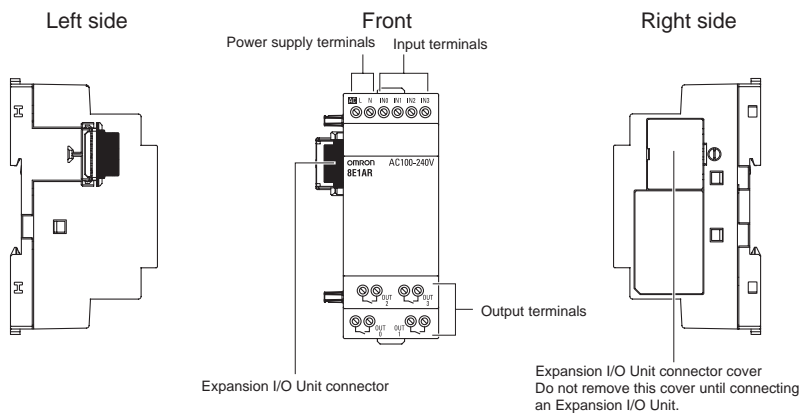 Left side
Front
Right side
Power supply terminals
Input terminals
AC L N IN0 IN1 IN2 IN3
OMRON AC100-240V
8E1AR
OUT 2
OUT 3
OUT 0
OUT 1
Output terminals
Expansion I/O Unit connector
Expansion I/O Unit connector cover
Do not remove this cover until connecting
an Expansion I/O Unit.